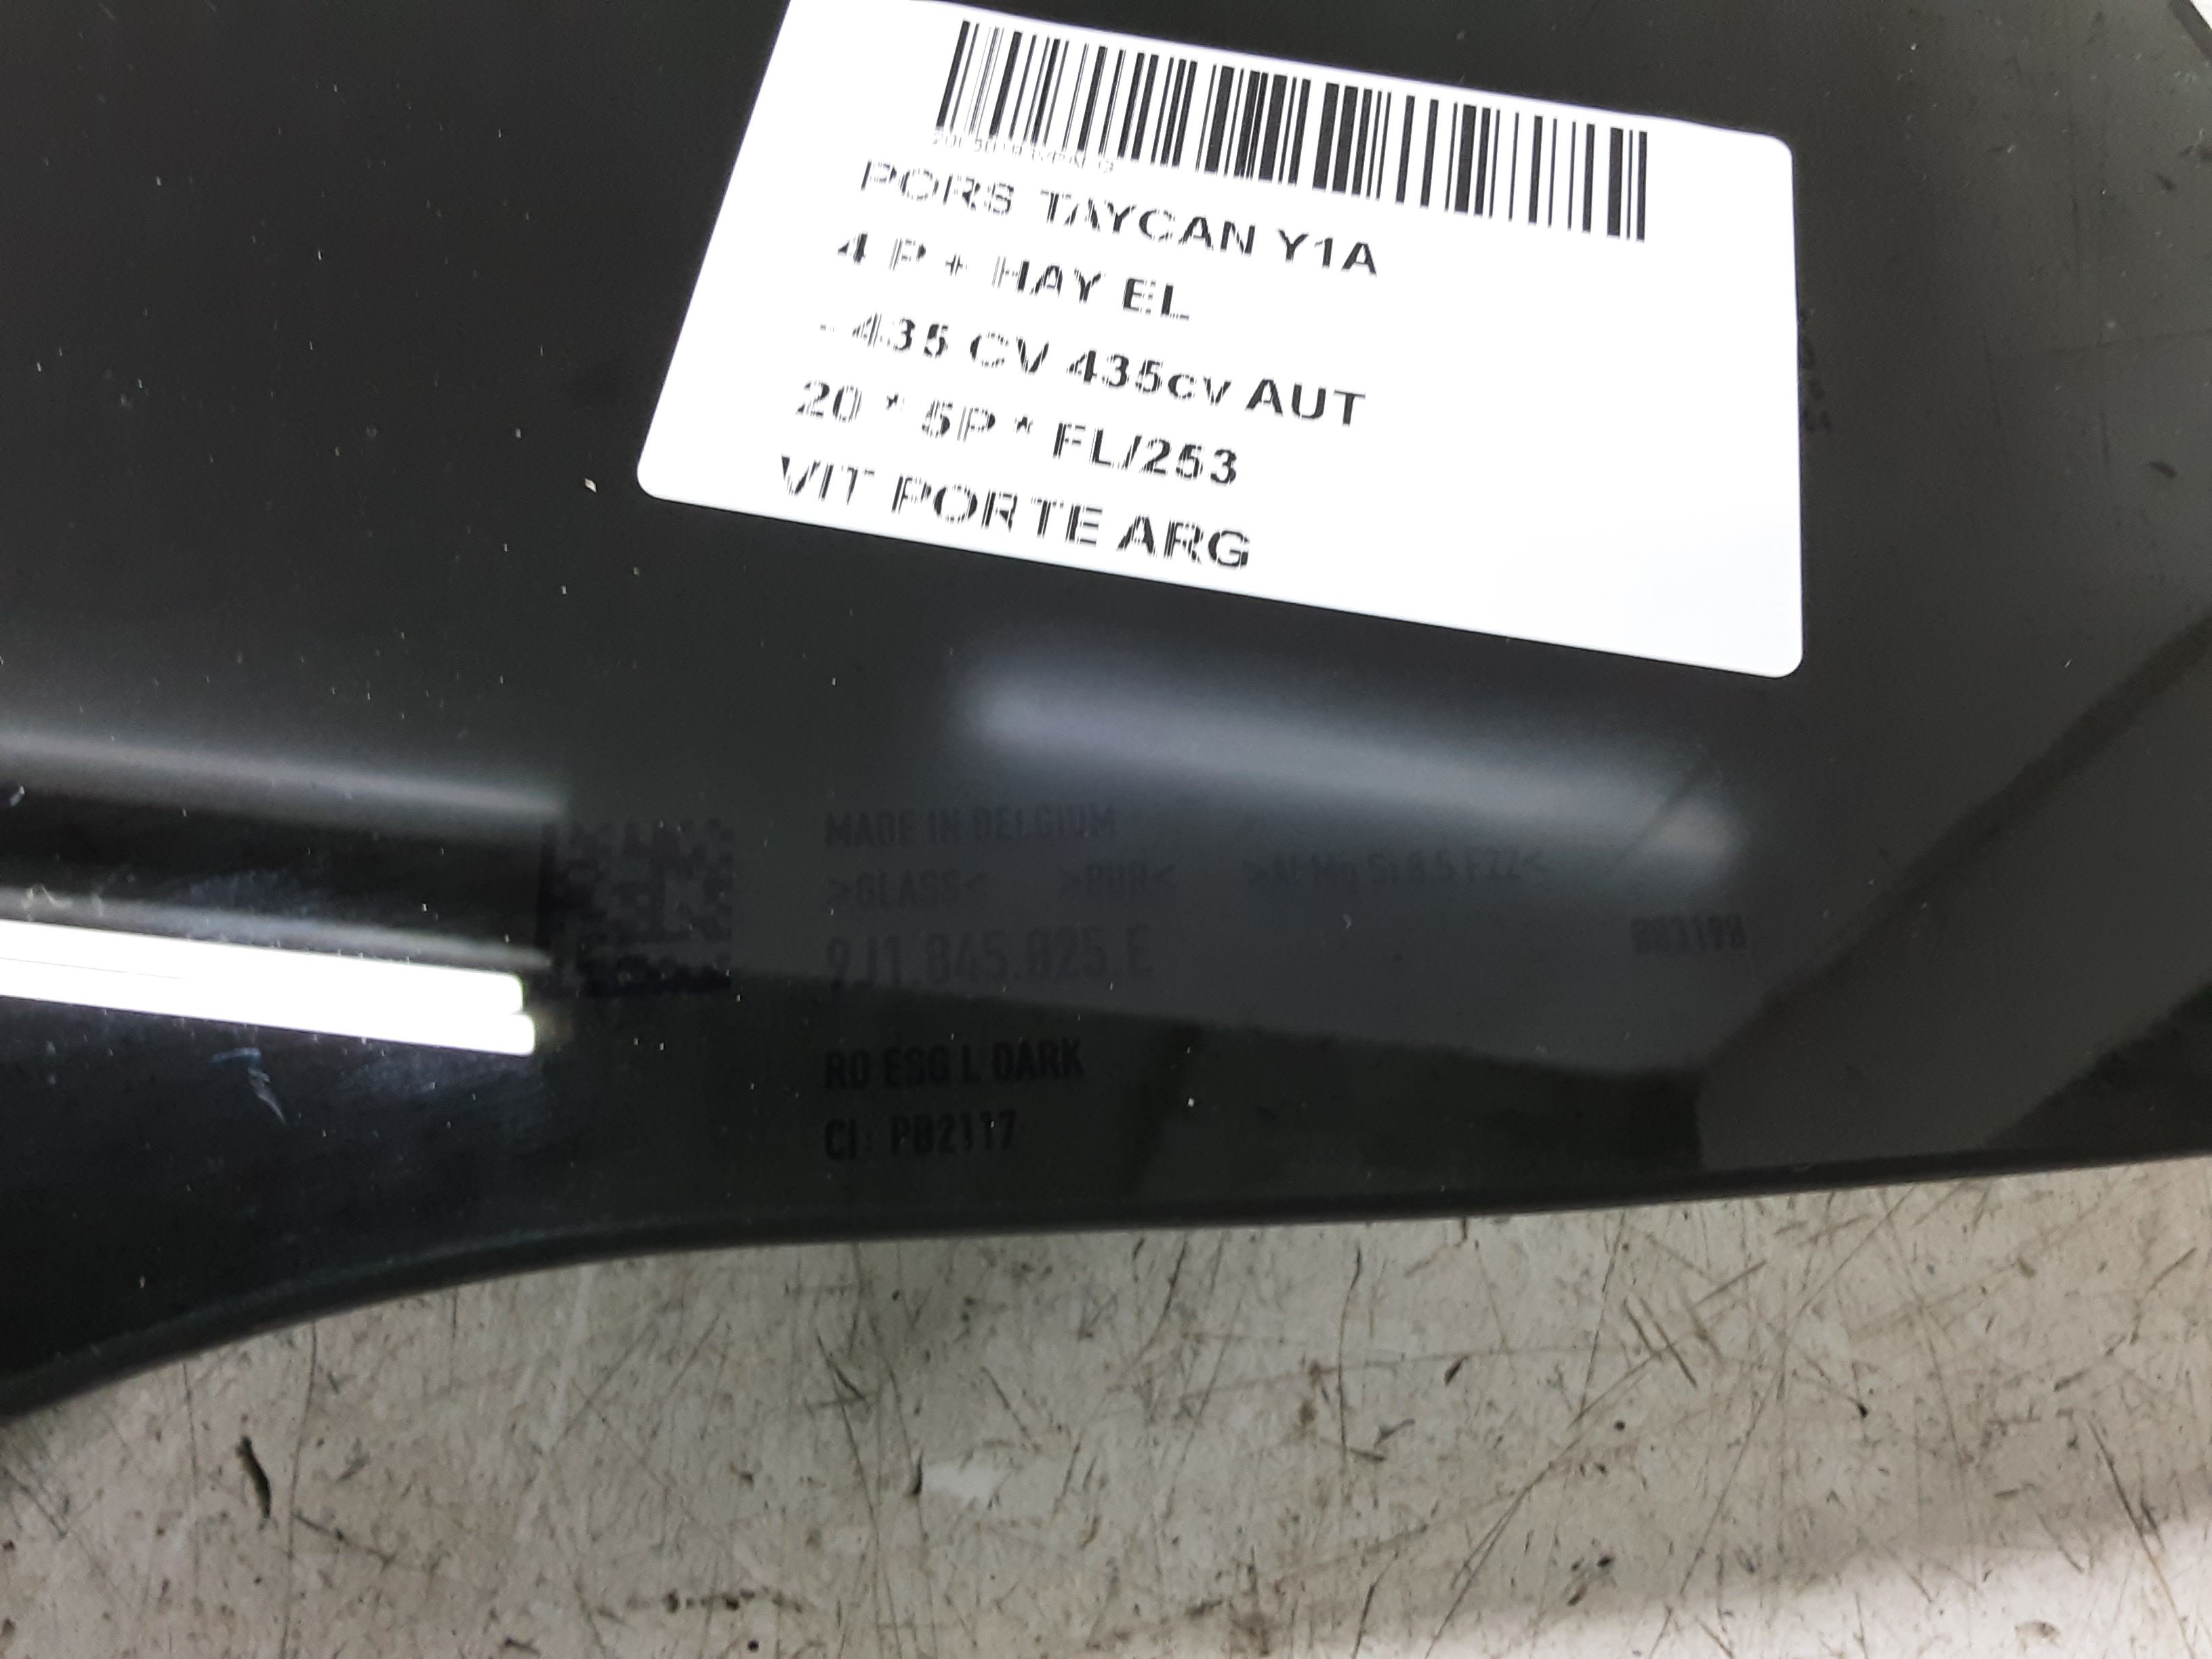 PORS TAYCAN Y1A
4 P + HAY EL
- 435 CV 435cv AUT
20 * 5P * FL/253
VIT PORTE ARG
MADE IN BELGIUM
>GLASS< >PUR<
9J1.845.025.E
RD ESG L DARK
CI: PB2117